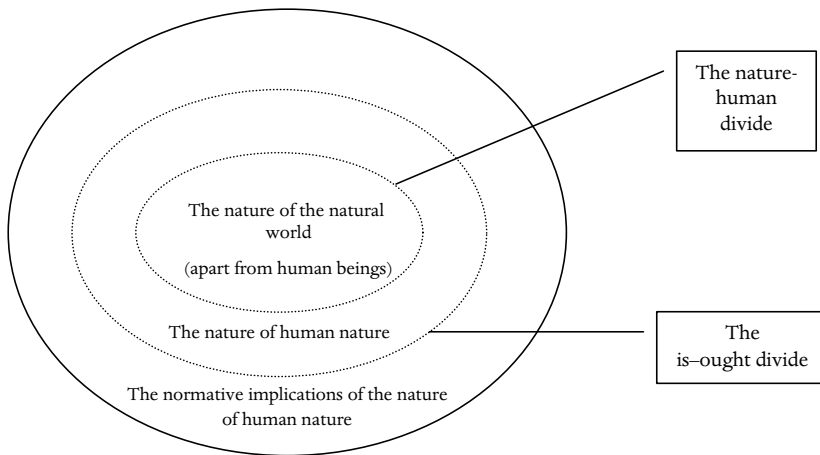 The nature-
human
divide
The nature of the natural
world
(apart from human beings)
The nature of human nature
The
is–ought divide
The normative implications of the nature
of human nature